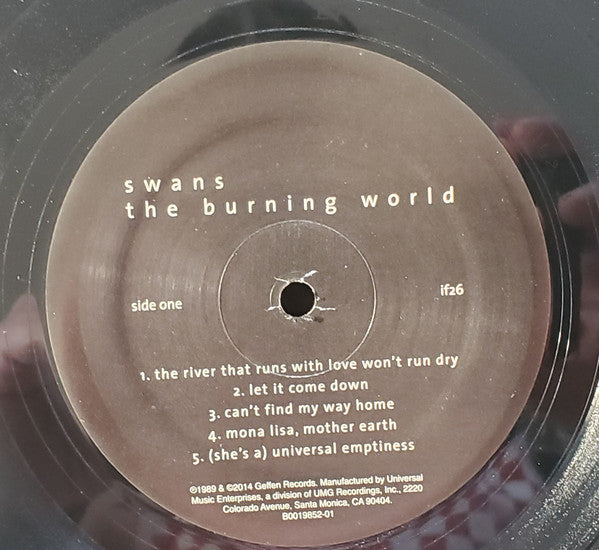 swans
the burning world
side one
if26
1. the river that runs with love won't run dry
2. let it come down
3. can't find my way home
4. mona lisa, mother earth
5. (she's a) universal emptiness
℗1989 & ©2014 Geffen Records. Manufactured by Universal
Music Enterprises, a division of UMG Recordings, Inc., 2220
Colorado Avenue, Santa Monica, CA 90404.
B0019852-01